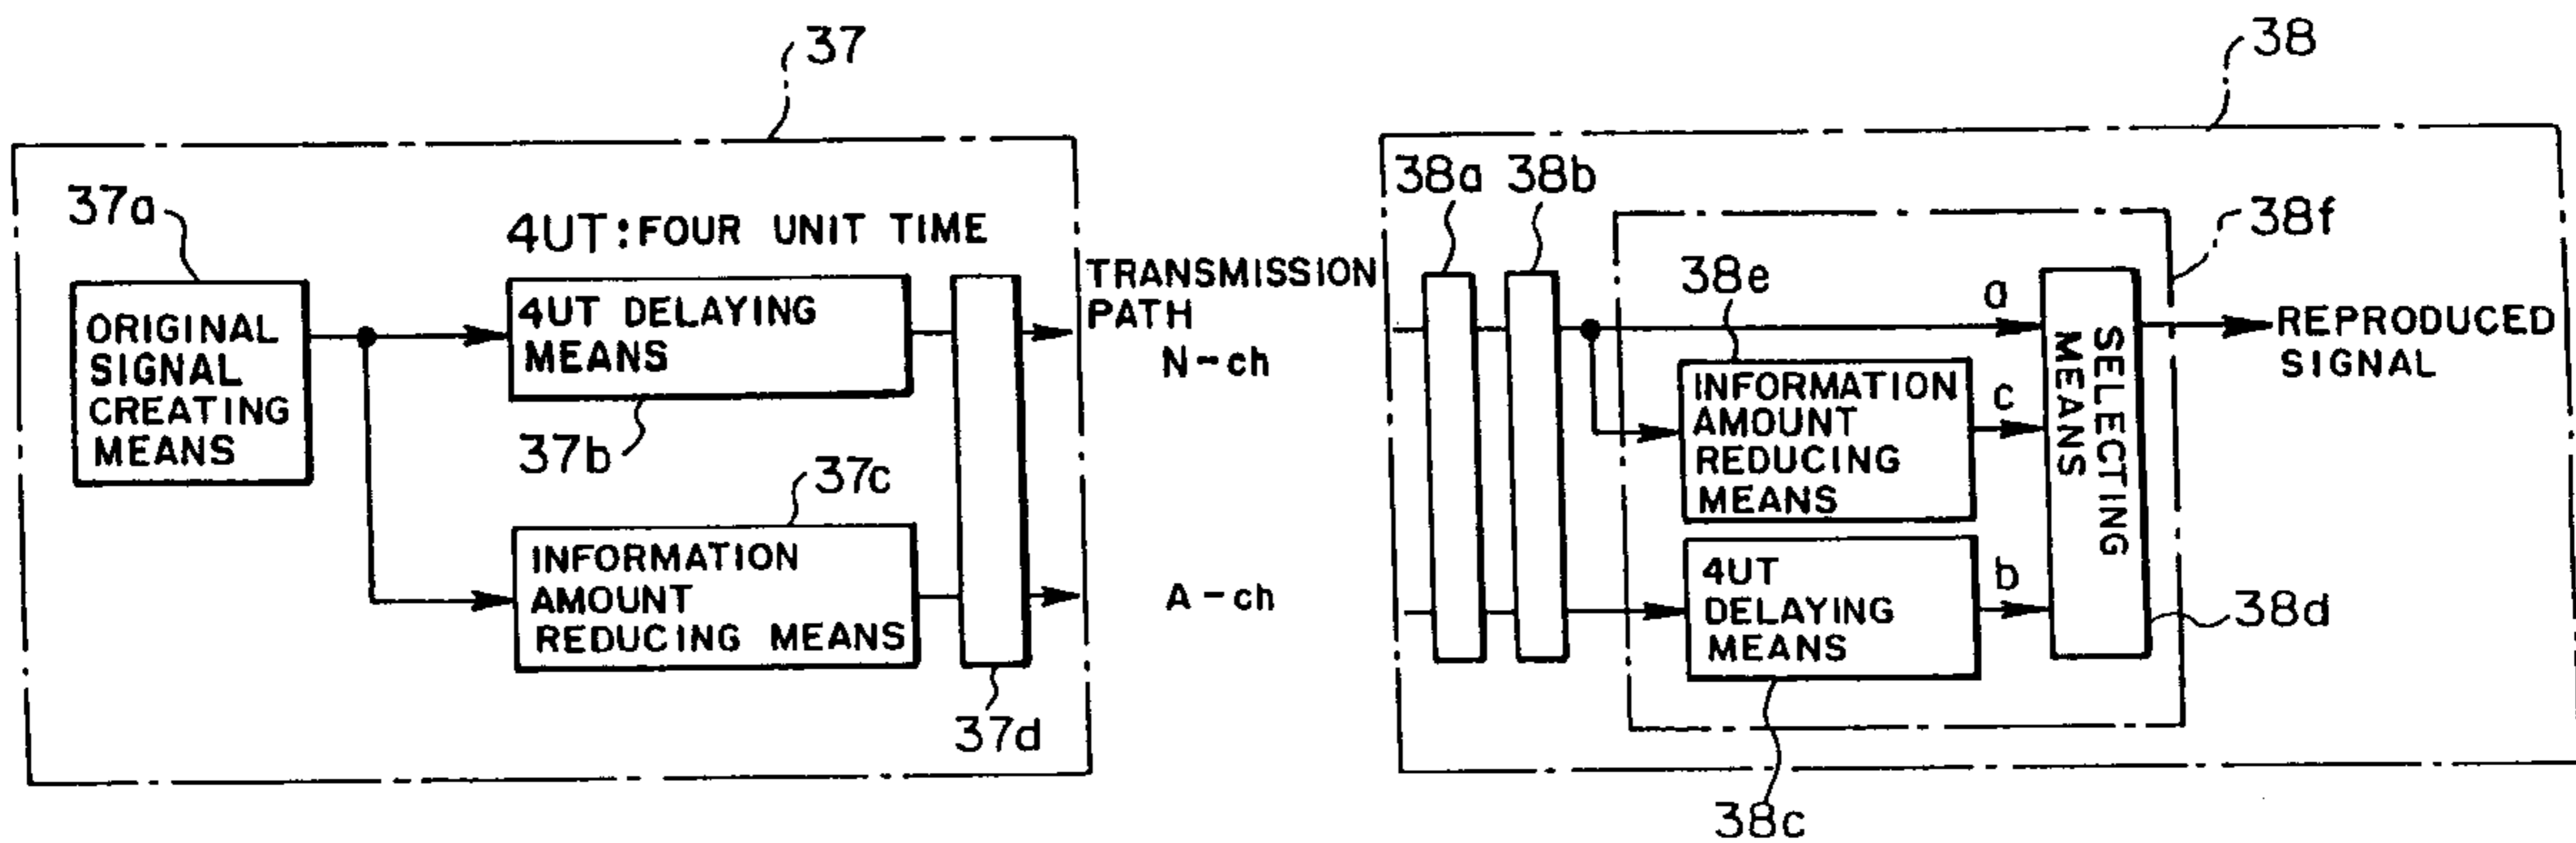 37
38
37a
4UT:FOUR UNIT TIME
ORIGINAL
SIGNAL
CREATING
MEANS
4UT DELAYING
MEANS
37b
37c
INFORMATION
AMOUNT
REDUCING MEANS
37d
TRANSMISSION
PATH
N-ch
A-ch
38a
38b
38f
38e
a
INFORMATION
AMOUNT
REDUCING
MEANS
c
4UT
DELAYING
MEANS
b
38c
SELECTING
MEANS
38d
REPRODUCED
SIGNAL